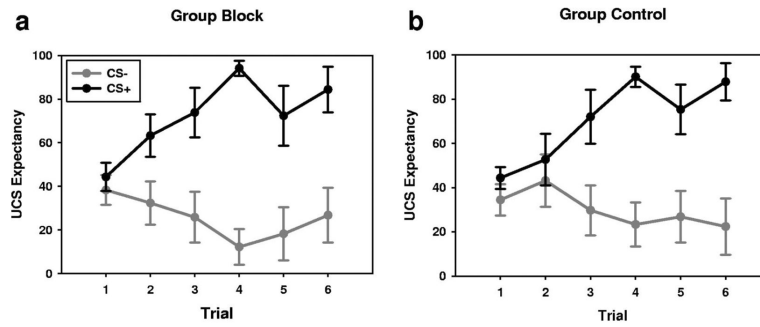 a
Group Block
100
80
60
40
20
0
UCS Expectancy
CS-
CS+
1 2 3 4 5 6
Trial
b
Group Control
100
80
60
40
20
0
UCS Expectancy
1 2 3 4 5 6
Trial